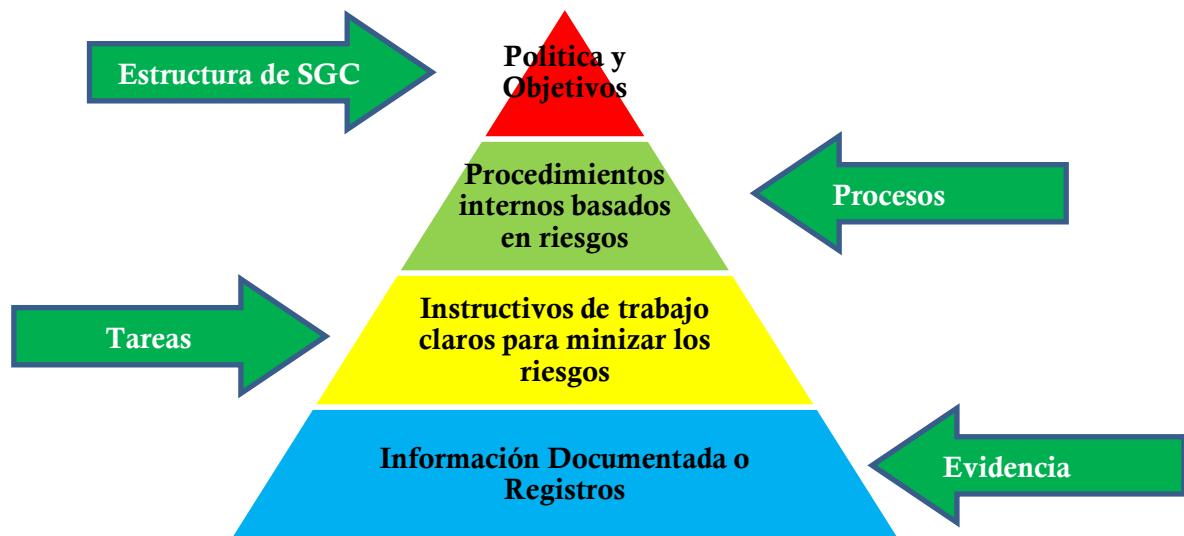 Estructura de SGC
Politica y
Objetivos
Procedimientos
internos basados
en riesgos
Procesos
Tareas
Instructivos de trabajo
claros para minizar los
riesgos
Información Documentada o
Registros
Evidencia